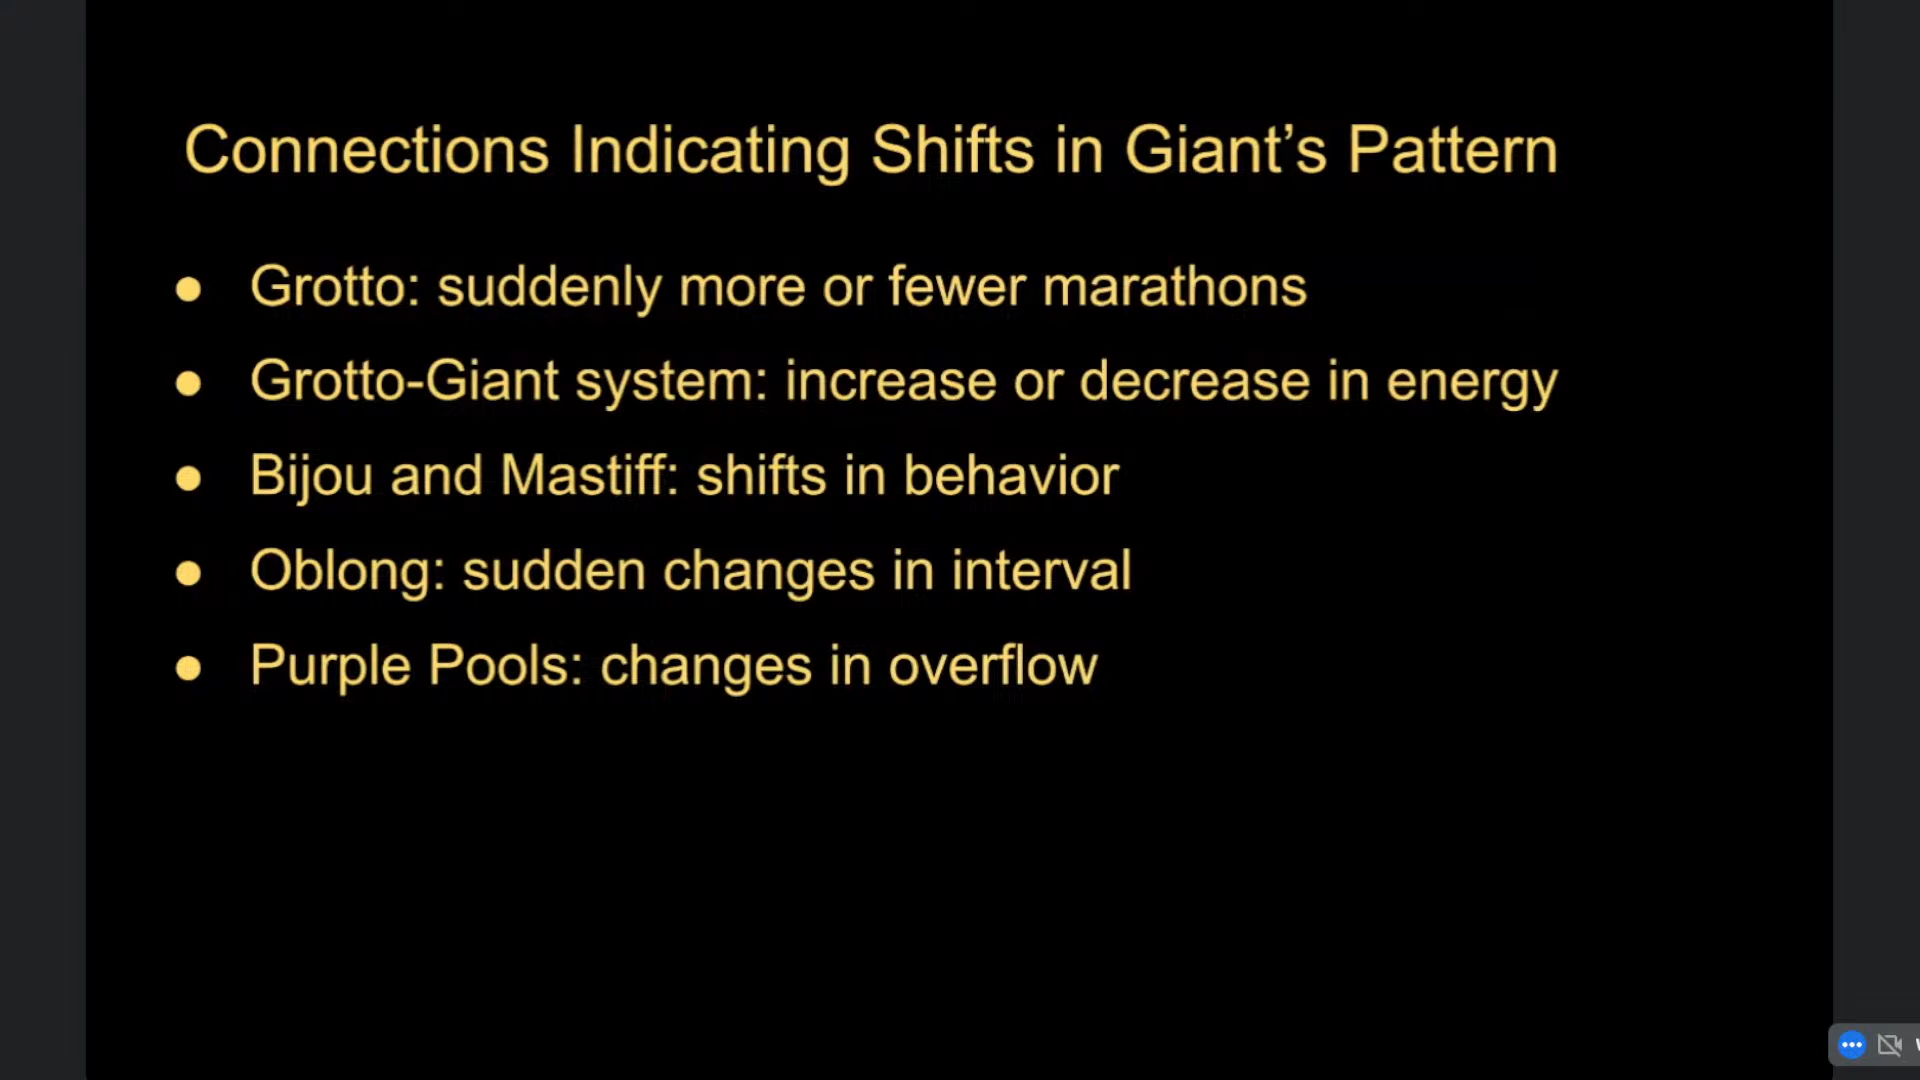 Connections Indicating Shifts in Giant’s Pattern
● Grotto: suddenly more or fewer marathons
● Grotto-Giant system: increase or decrease in energy
● Bijou and Mastiff: shifts in behavior
● Oblong: sudden changes in interval
● Purple Pools: changes in overflow